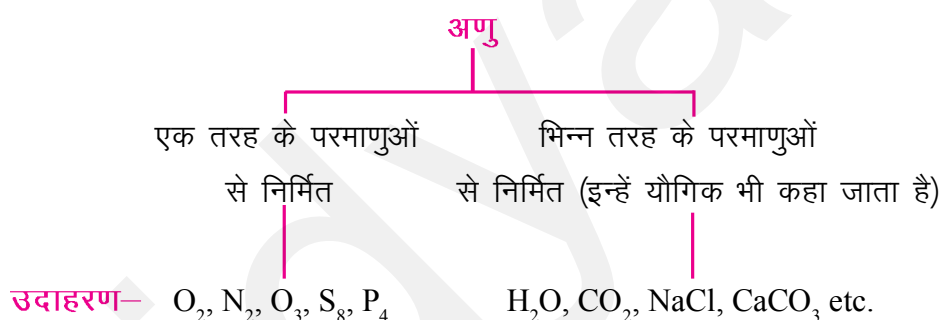 अणु
एक तरह के परमाणुओं
से निर्मित
भिन्न तरह के परमाणुओं
से निर्मित (इन्हें यौगिक भी कहा जाता है)
उदाहरण– O₂, N₂, O₃, S₈, P₄ H₂O, CO₂, NaCl, CaCO₃ etc.